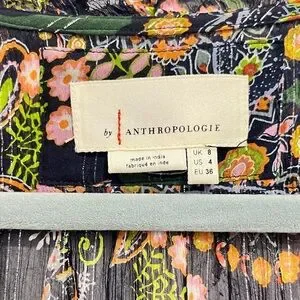 by ANTHROPOLOGIE
made in india
fabriqué en inde
UK 8
US 4
EU 36